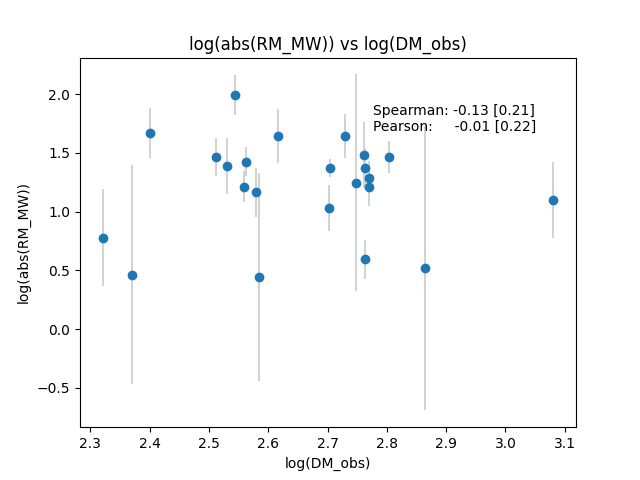 log(abs(RM_MW)) vs log(DM_obs)
Spearman: -0.13 [0.21]
Pearson: -0.01 [0.22]
log(abs(RM_MW))
2.0
1.5
1.0
0.5
0.0
−0.5
2.3 2.4 2.5 2.6 2.7 2.8 2.9 3.0 3.1
log(DM_obs)